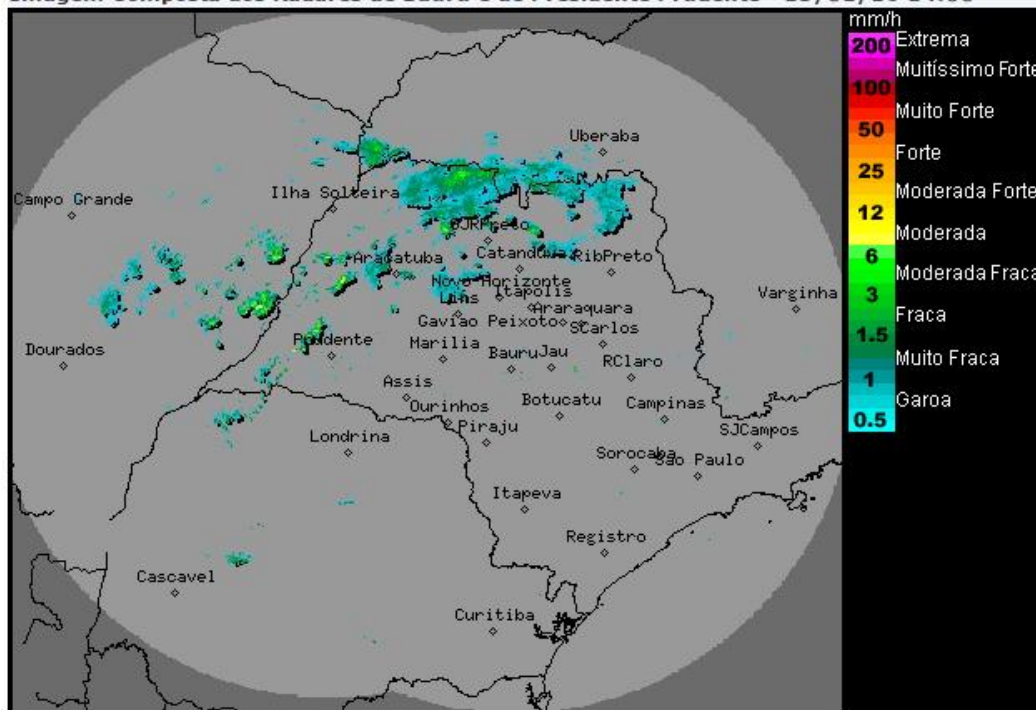 mm/h
200 Extrema
Muitíssimo Forte
100
Muito Forte
50
Forte
25
Moderada Forte
12
Moderada
6
Moderada Fraca
3
Fraca
1.5
Muito Fraca
1
Garoa
0.5
Uberaba
Campo Grande
Ilha Solteira
SJRPreto
Aracatuba
Catanduva
RibPreto
Novo Horizonte
Itapolis
Lins
Araraquara
Varginha
Gaviao Peixoto
SCarlos
Dourados
Prudente
Marilia
Bauru
Jau
RClaro
Assis
Ourinhos
Botucatu
Campinas
Londrina
Piraju
SJCampos
Sorocaba
Sao Paulo
Itapeva
Registro
Cascavel
Curitiba